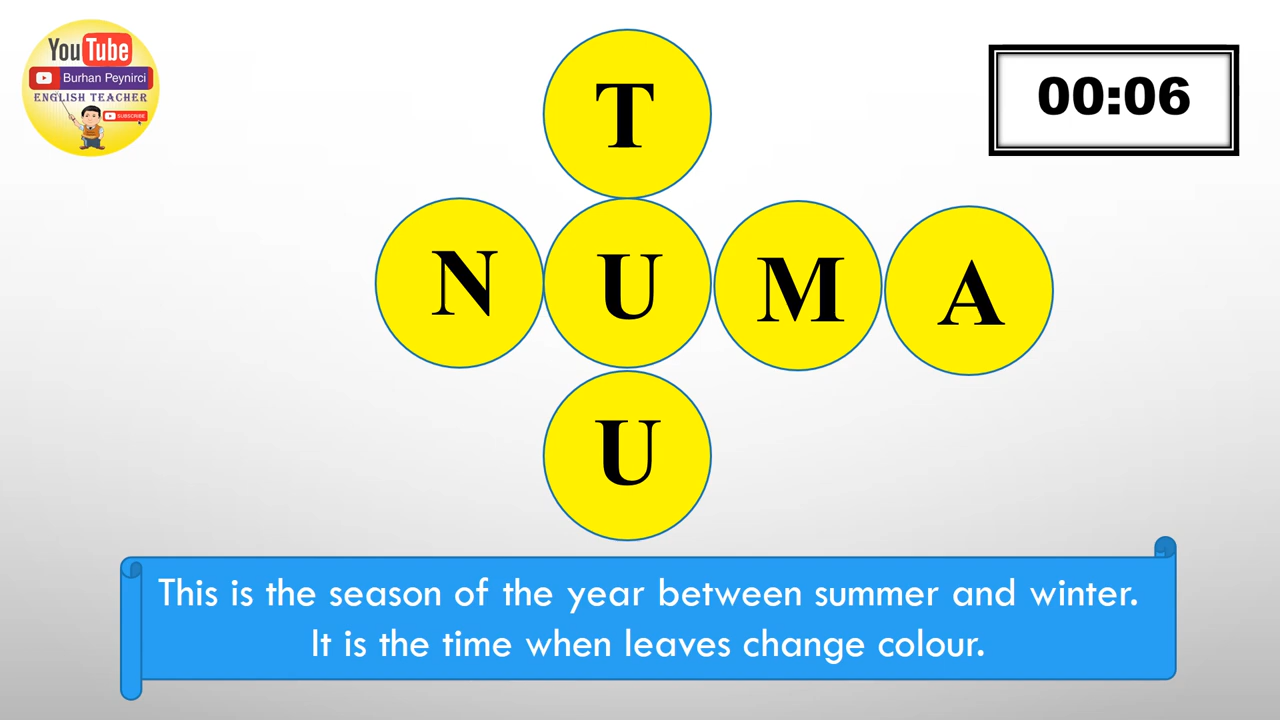 YouTube
Burhan Peynirci
ENGLISH TEACHER
SUBSCRIBE
00:06
T
N U M A
U
This is the season of the year between summer and winter.
It is the time when leaves change colour.